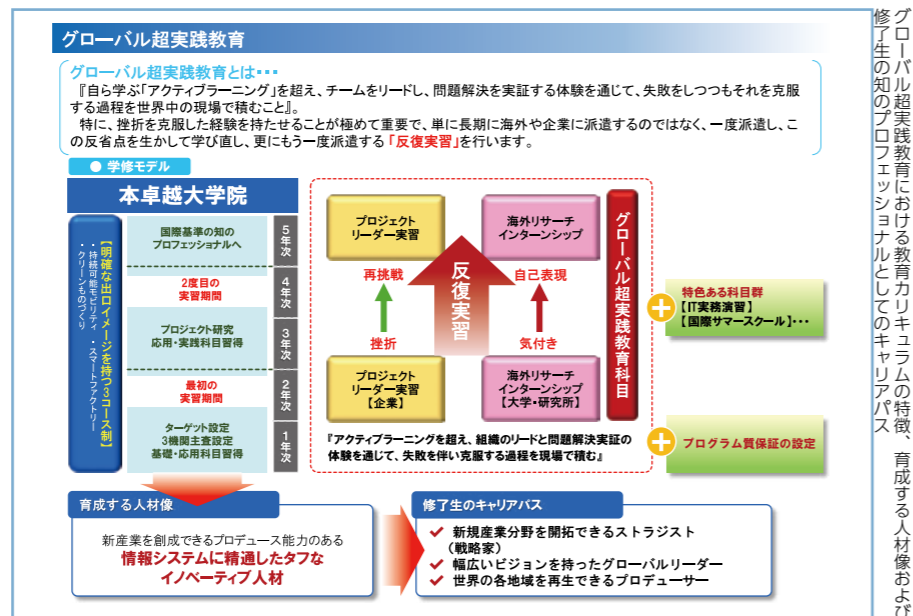 グローバル超実践教育
グローバル超実践教育とは・・・
『自ら学ぶ「アクティブラーニング」を超え、チームをリードし、問題解決を実証する体験を通じて、失敗をしつつもそれを克服
する過程を世界中の現場で積むこと』。
特に、挫折を克服した経験を持たせることが極めて重要で、単に長期に海外や企業に派遣するのではなく、一度派遣し、こ
の反省点を生かして学び直し、更にもう一度派遣する「反復実習」を行います。
● 学修モデル
本卓越大学院
【明確な出口イメージを持つ3コース制】
・持続可能モビリティ ・スマートファクトリー
・クリーンものづくり
国際基準の知の
プロフェッショナルへ
2度目の
実習期間
プロジェクト研究
応用・実践科目習得
最初の
実習期間
ターゲット設定
3機関主査設定
基礎・応用科目習得
5年次
4年次
3年次
2年次
1年次
プロジェクト
リーダー実習
海外リサーチ
インターンシップ
再挑戦
挫折
反復実習
自己表現
気付き
プロジェクト
リーダー実習
【企業】
海外リサーチ
インターンシップ
【大学・研究所】
グローバル超実践教育科目
『アクティブラーニングを超え、組織のリードと問題解決実証の
体験を通じて、失敗を伴い克服する過程を現場で積む』
特色ある科目群
【IT実務演習】
【国際サマースクール】・・・
プログラム質保証の設定
育成する人材像
新産業を創成できるプロデュース能力のある
情報システムに精通したタフな
イノベーティブ人材
修了生のキャリアパス
✓ 新規産業分野を開拓できるストラジスト
(戦略家)
✓ 幅広いビジョンを持ったグローバルリーダー
✓ 世界の各地域を再生できるプロデューサー
グローバル超実践教育における教育カリキュラムの特徴、育成する人材像およ
修了生の知のプロフェッショナルとしてのキャリアパス